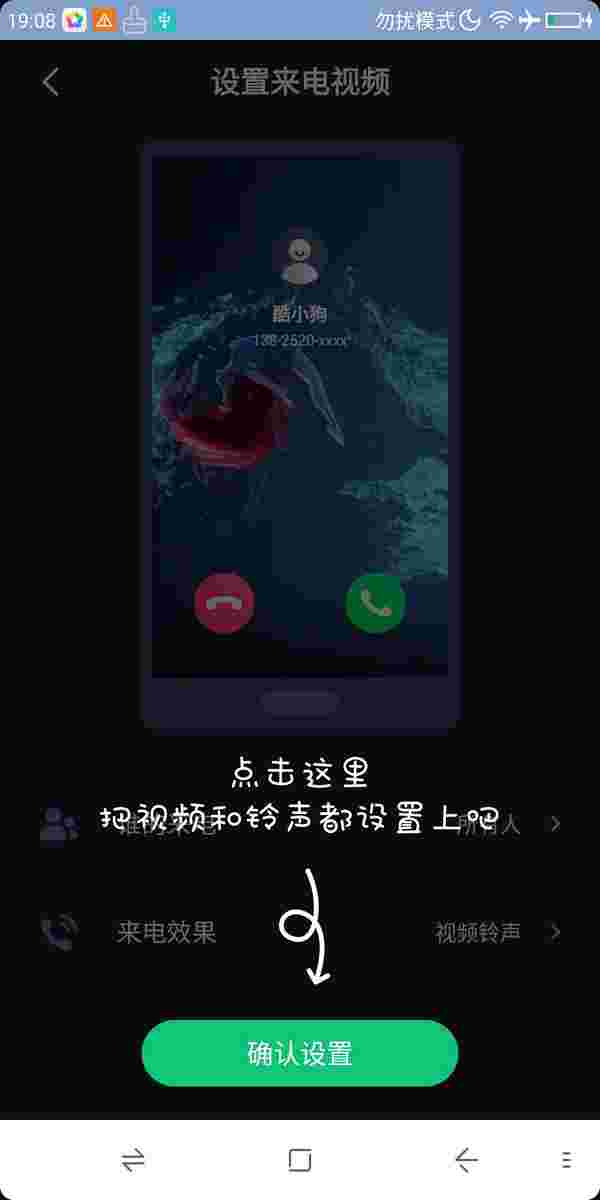 19:08 勿扰模式
设置来电视频
酷小狗
138-2520-xxxx
点击这里
把视频和铃声都设置上吧
谁的来电 所有人
来电效果 视频铃声
确认设置